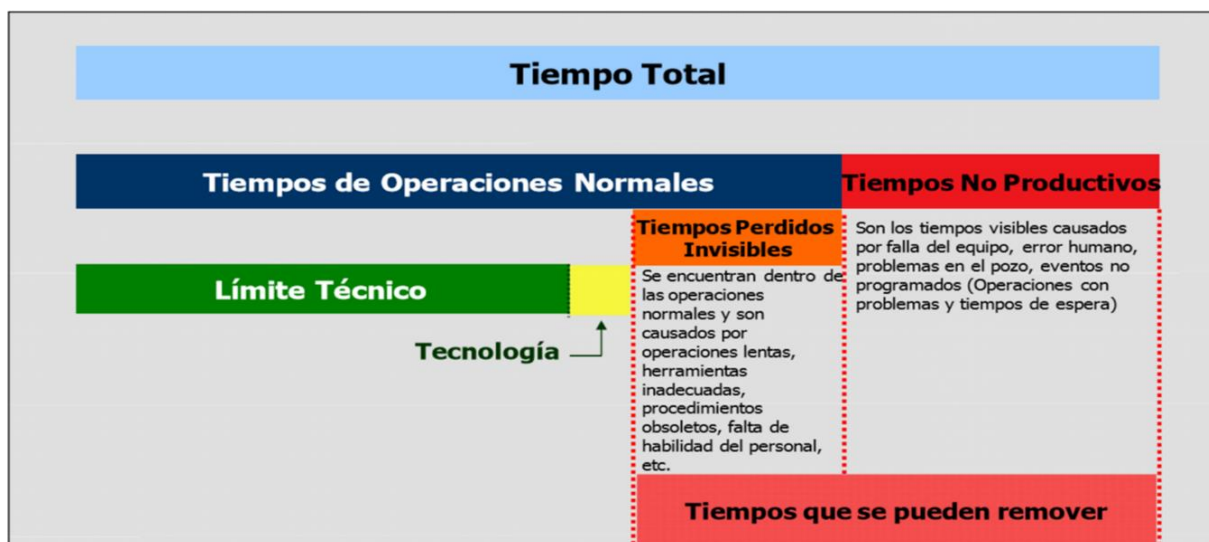 Tiempo Total
Tiempos de Operaciones Normales
Tiempos No Productivos
Tiempos Perdidos
Invisibles
Son los tiempos visibles causados
por falla del equipo, error humano,
problemas en el pozo, eventos no
programados (Operaciones con
problemas y tiempos de espera)
Límite Técnico
Tecnología
Se encuentran dentro de
las operaciones
normales y son
causados por
operaciones lentas,
herramientas
inadecuadas,
procedimientos
obsoletos, falta de
habilidad del personal,
etc.
Tiempos que se pueden remover